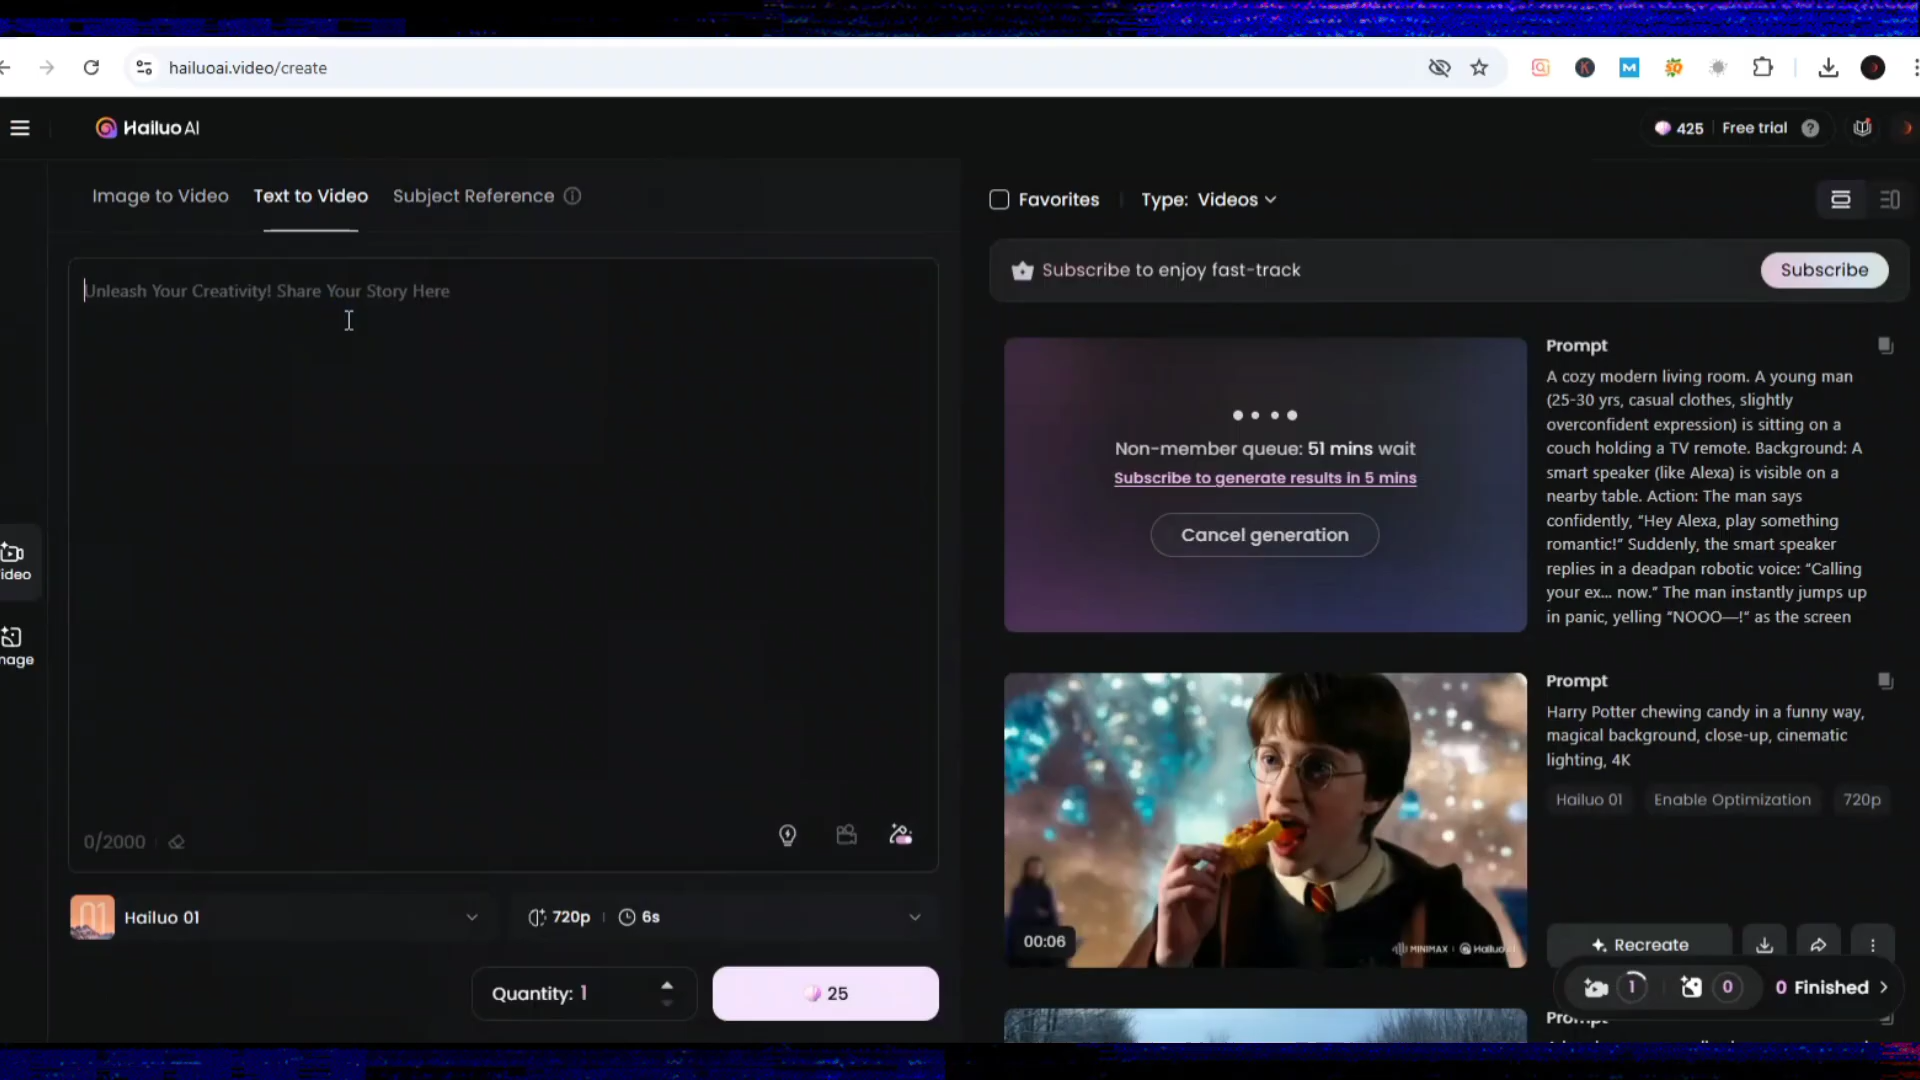 hailuoai.video/create
Hailuo AI
425
Free trial
Image to Video
Text to Video
Subject Reference
Unleash Your Creativity! Share Your Story Here
0/2000
Hailuo 01
720p
6s
Quantity: 1
25
Favorites
Type: Videos
Subscribe to enjoy fast-track
Subscribe
Non-member queue: 51 mins wait
Subscribe to generate results in 5 mins
Cancel generation
Prompt
A cozy modern living room. A young man
(25-30 yrs, casual clothes, slightly
overconfident expression) is sitting on a
couch holding a TV remote. Background: A
smart speaker (like Alexa) is visible on a
nearby table. Action: The man says
confidently, “Hey Alexa, play something
romantic!” Suddenly, the smart speaker
replies in a deadpan robotic voice: “Calling
your ex... now.” The man instantly jumps up
in panic, yelling “NOOO—!” as the screen
Prompt
Harry Potter chewing candy in a funny way,
magical background, close-up, cinematic
lighting, 4K
Hailuo 01
Enable Optimization
720p
00:06
MINIMAX
Hailuo
Recreate
1
0
0 Finished